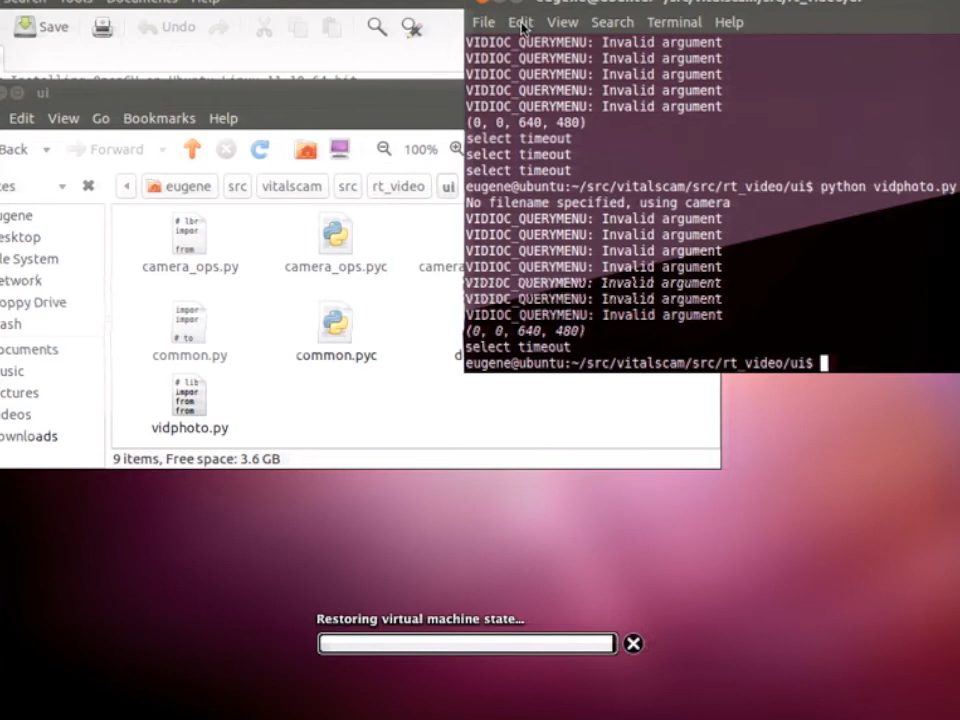 Search Tools Documents Help
Save Undo
Installing OpenCV on Ubuntu Linux 11.10 64-bit
ui
Edit View Go Bookmarks Help
Back Forward 100%
eugene src vitalscam src rt_video ui
eugene
esktop
le System
etwork
oppy Drive
ash
ocuments
usic
ctures
deos
ownloads
camera_ops.py
camera_ops.pyc
camera
common.py
common.pyc
d
vidphoto.py
9 items, Free space: 3.6 GB
File Edit View Search Terminal Help
VIDIOC_QUERYMENU: Invalid argument
VIDIOC_QUERYMENU: Invalid argument
VIDIOC_QUERYMENU: Invalid argument
VIDIOC_QUERYMENU: Invalid argument
VIDIOC_QUERYMENU: Invalid argument
(0, 0, 640, 480)
select timeout
select timeout
select timeout
eugene@ubuntu:~/src/vitalscam/src/rt_video/ui$ python vidphoto.py
No filename specified, using camera
VIDIOC_QUERYMENU: Invalid argument
VIDIOC_QUERYMENU: Invalid argument
VIDIOC_QUERYMENU: Invalid argument
VIDIOC_QUERYMENU: Invalid argument
VIDIOC_QUERYMENU: Invalid argument
VIDIOC_QUERYMENU: Invalid argument
VIDIOC_QUERYMENU: Invalid argument
(0, 0, 640, 480)
select timeout
eugene@ubuntu:~/src/vitalscam/src/rt_video/ui$
Restoring virtual machine state...